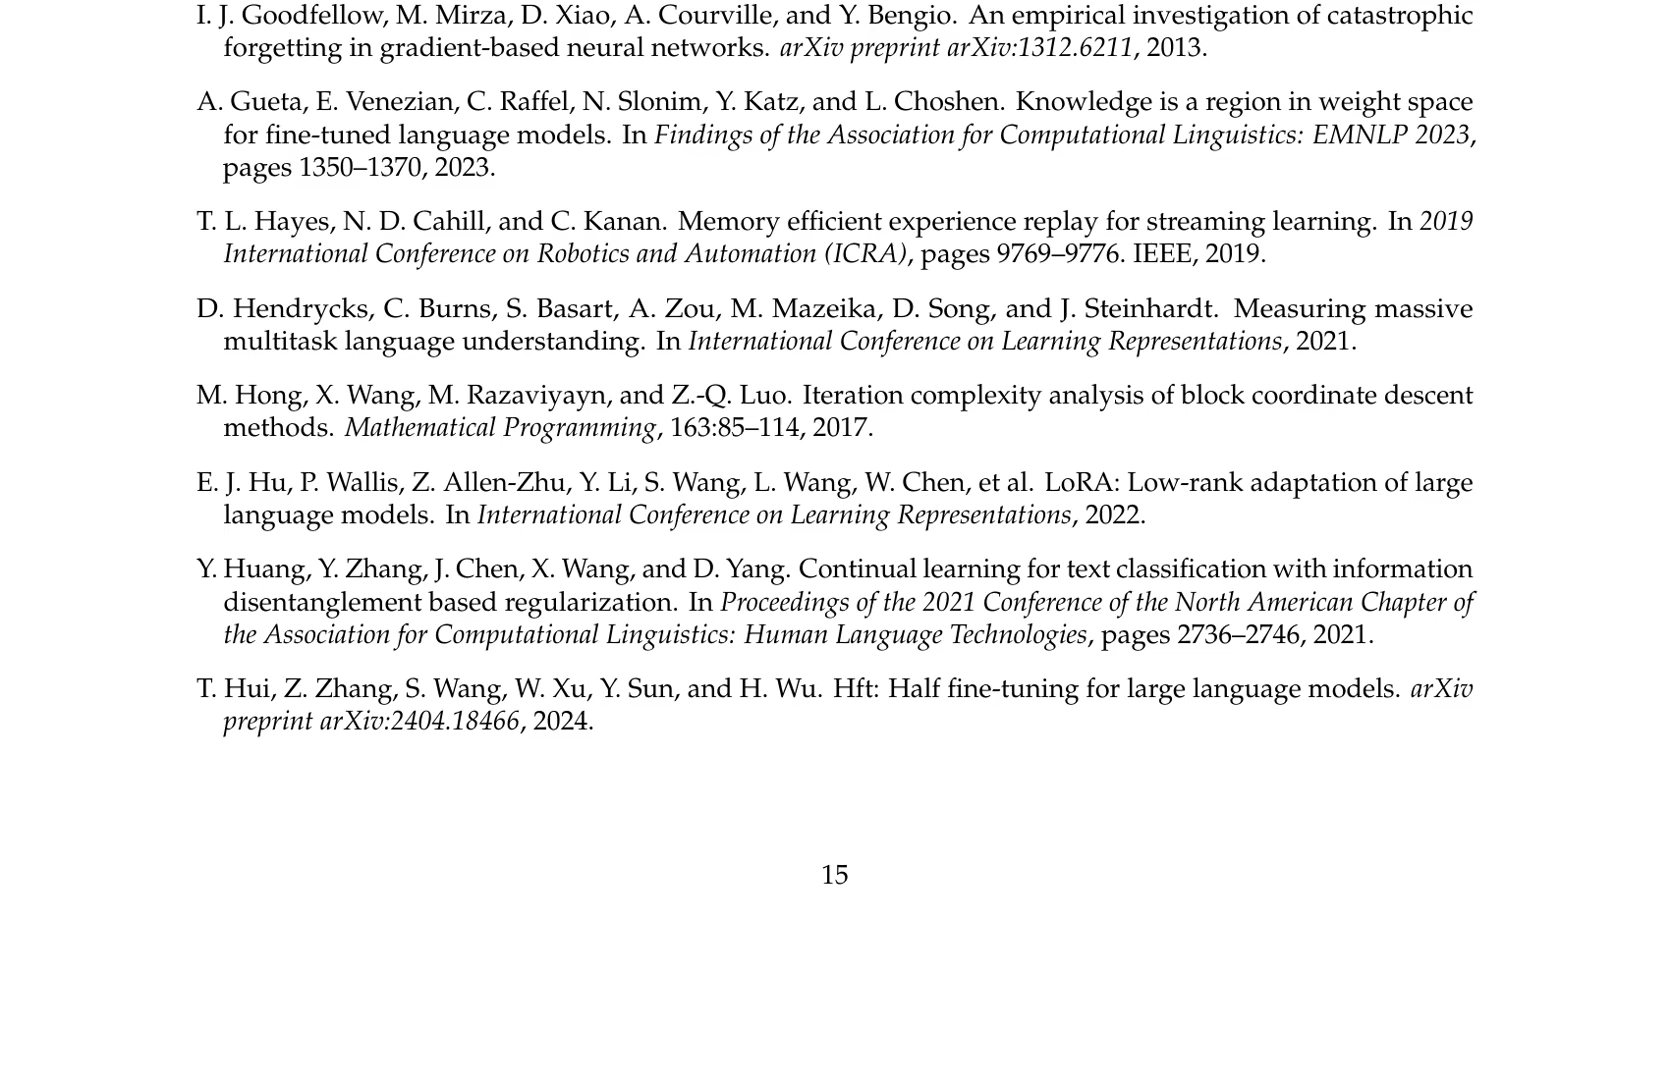 I. J. Goodfellow, M. Mirza, D. Xiao, A. Courville, and Y. Bengio. An empirical investigation of catastrophic
forgetting in gradient-based neural networks. arXiv preprint arXiv:1312.6211, 2013.
A. Gueta, E. Venezian, C. Raffel, N. Slonim, Y. Katz, and L. Choshen. Knowledge is a region in weight space
for fine-tuned language models. In Findings of the Association for Computational Linguistics: EMNLP 2023,
pages 1350–1370, 2023.
T. L. Hayes, N. D. Cahill, and C. Kanan. Memory efficient experience replay for streaming learning. In 2019
International Conference on Robotics and Automation (ICRA), pages 9769–9776. IEEE, 2019.
D. Hendrycks, C. Burns, S. Basart, A. Zou, M. Mazeika, D. Song, and J. Steinhardt. Measuring massive
multitask language understanding. In International Conference on Learning Representations, 2021.
M. Hong, X. Wang, M. Razaviyayn, and Z.-Q. Luo. Iteration complexity analysis of block coordinate descent
methods. Mathematical Programming, 163:85–114, 2017.
E. J. Hu, P. Wallis, Z. Allen-Zhu, Y. Li, S. Wang, L. Wang, W. Chen, et al. LoRA: Low-rank adaptation of large
language models. In International Conference on Learning Representations, 2022.
Y. Huang, Y. Zhang, J. Chen, X. Wang, and D. Yang. Continual learning for text classification with information
disentanglement based regularization. In Proceedings of the 2021 Conference of the North American Chapter of
the Association for Computational Linguistics: Human Language Technologies, pages 2736–2746, 2021.
T. Hui, Z. Zhang, S. Wang, W. Xu, Y. Sun, and H. Wu. Hft: Half fine-tuning for large language models. arXiv
preprint arXiv:2404.18466, 2024.
15